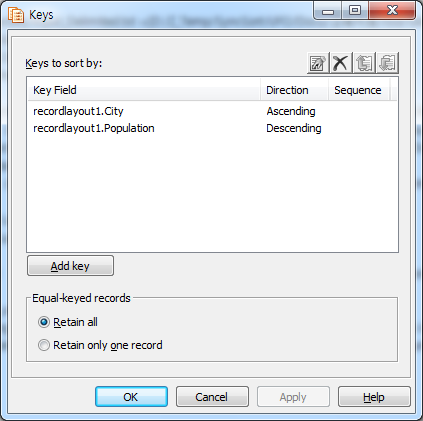 Keys
Keys to sort by:
Key Field Direction Sequence
recordlayout1.City Ascending
recordlayout1.Population Descending
Add key
Equal-keyed records
Retain all
Retain only one record
OK Cancel Apply Help